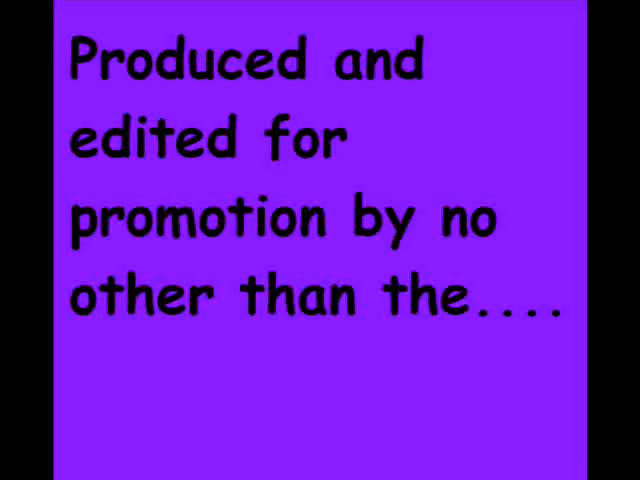 Produced and
edited for
promotion by no
other than the....